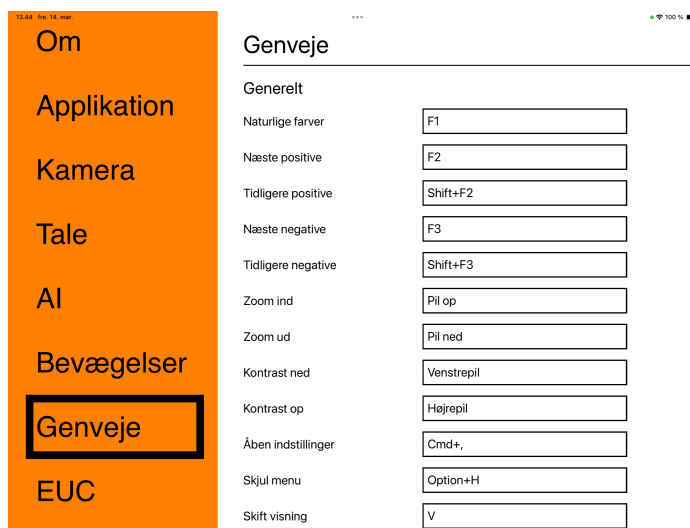 13.44 fre. 14. mar.
100 %
Om
Applikation
Kamera
Tale
AI
Bevægelser
Genveje
EUC
Genveje
Generelt
Naturlige farver F1
Næste positive F2
Tidligere positive Shift+F2
Næste negative F3
Tidligere negative Shift+F3
Zoom ind Pil op
Zoom ud Pil ned
Kontrast ned Venstrepil
Kontrast op Højrepil
Åben indstillinger Cmd+,
Skjul menu Option+H
Skift visning V